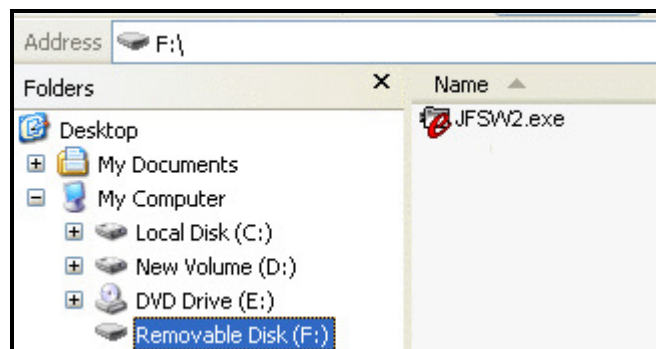 Address F:\
Folders
Name
Desktop
JFSW2.exe
My Documents
My Computer
Local Disk (C:)
New Volume (D:)
DVD Drive (E:)
Removable Disk (F:)